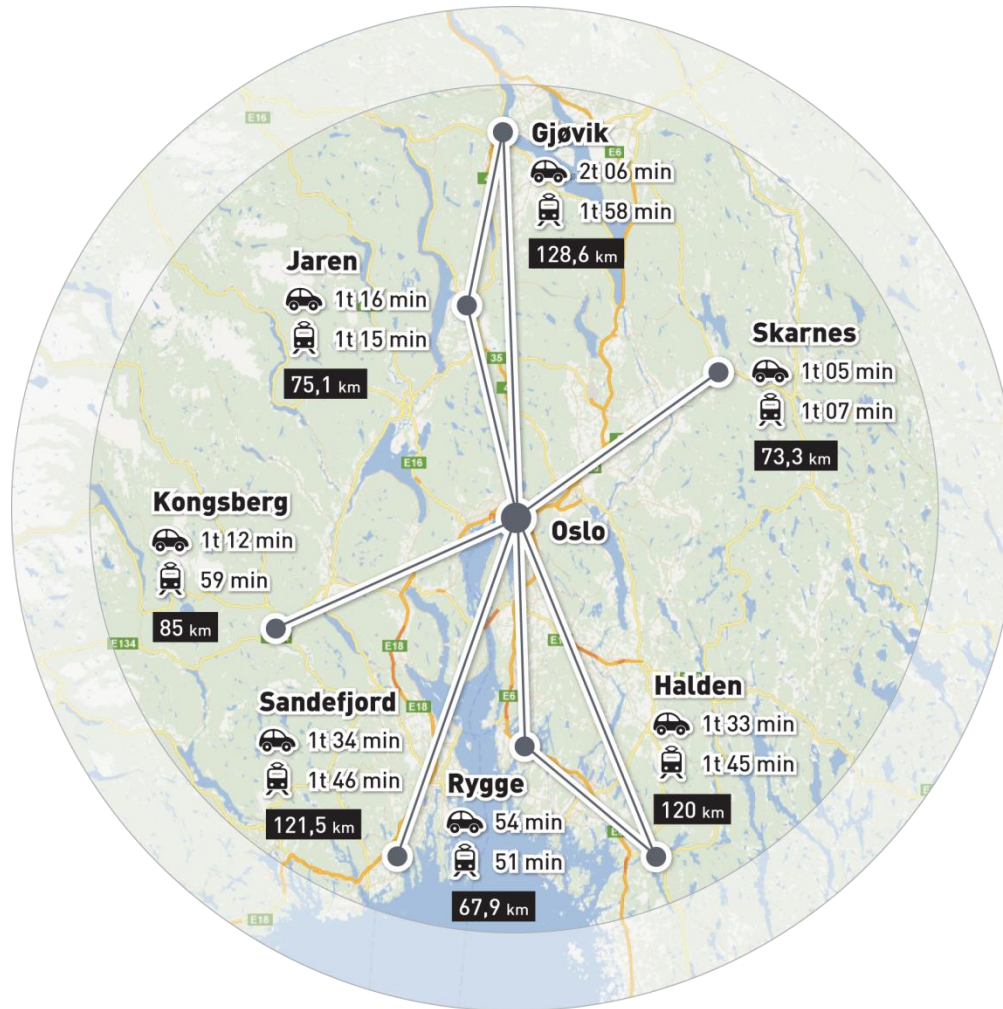 E16
E6
Gjøvik
2t 06 min
1t 58 min
128,6 km
4
Jaren
1t 16 min
1t 15 min
75,1 km
35
4
Skarnes
1t 05 min
1t 07 min
73,3 km
E16
Kongsberg
1t 12 min
59 min
85 km
Oslo
E134
E18
E6
E18
Sandefjord
1t 34 min
1t 46 min
121,5 km
Halden
1t 33 min
1t 45 min
120 km
Rygge
54 min
51 min
67,9 km
E18